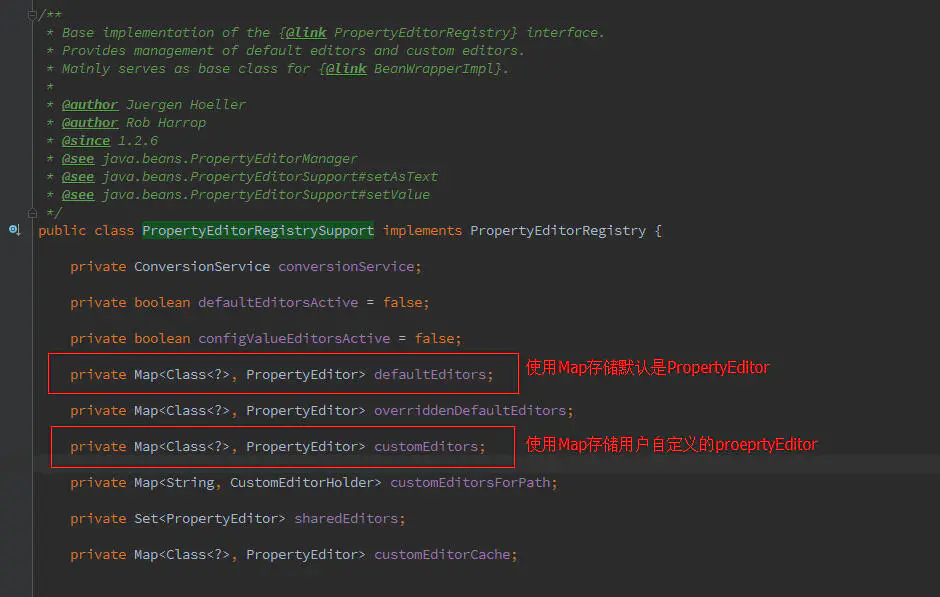 /**
* Base implementation of the {@link PropertyEditorRegistry} interface.
* Provides management of default editors and custom editors.
* Mainly serves as base class for {@link BeanWrapperImpl}.
*
* @author Juergen Hoeller
* @author Rob Harrop
* @since 1.2.6
* @see java.beans.PropertyEditorManager
* @see java.beans.PropertyEditorSupport#setAsText
* @see java.beans.PropertyEditorSupport#setValue
*/
public class PropertyEditorRegistrySupport implements PropertyEditorRegistry {
private ConversionService conversionService;
private boolean defaultEditorsActive = false;
private boolean configValueEditorsActive = false;
private Map<Class<?>, PropertyEditor> defaultEditors; 使用Map存储默认是PropertyEditor
private Map<Class<?>, PropertyEditor> overriddenDefaultEditors;
private Map<Class<?>, PropertyEditor> customEditors; 使用Map存储用户自定义的proeprtyEditor
private Map<String, CustomEditorHolder> customEditorsForPath;
private Set<PropertyEditor> sharedEditors;
private Map<Class<?>, PropertyEditor> customEditorCache;